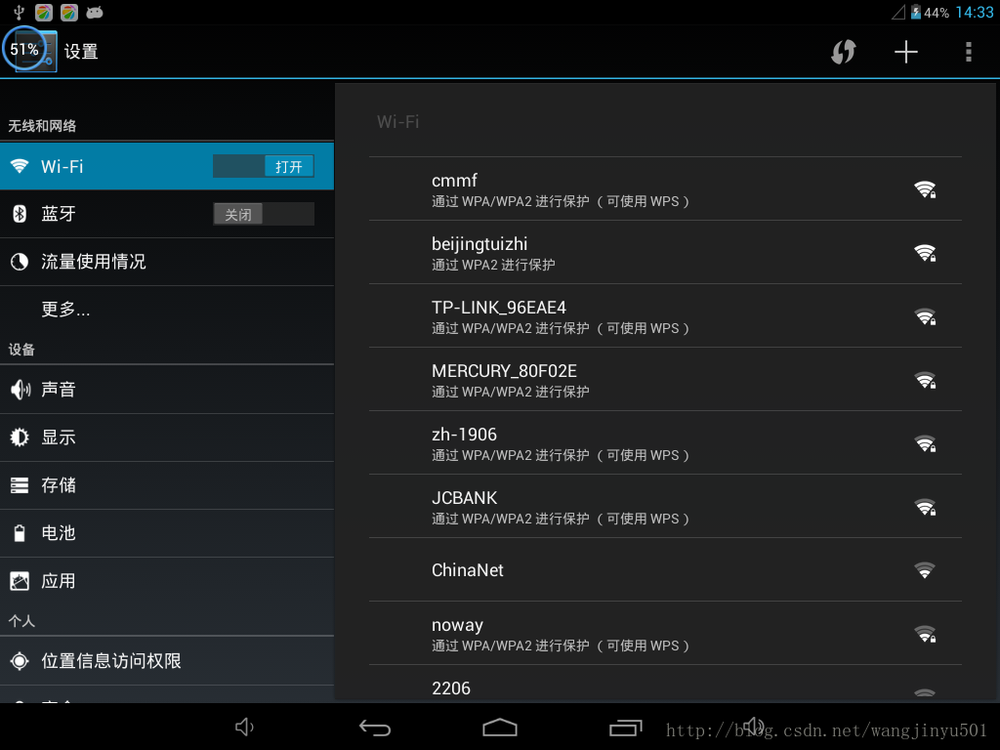 44% 14:33
51% 设置
无线和网络
Wi-Fi 打开
蓝牙 关闭
流量使用情况
更多...
设备
声音
显示
存储
电池
应用
个人
位置信息访问权限
Wi-Fi
cmmf
通过 WPA/WPA2 进行保护 （可使用 WPS ）
beijingtuizhi
通过 WPA2 进行保护
TP-LINK_96EAE4
通过 WPA/WPA2 进行保护 （可使用 WPS ）
MERCURY_80F02E
通过 WPA/WPA2 进行保护
zh-1906
通过 WPA/WPA2 进行保护 （可使用 WPS ）
JCBANK
通过 WPA/WPA2 进行保护 （可使用 WPS ）
ChinaNet
noway
通过 WPA/WPA2 进行保护 （可使用 WPS ）
2206
http://blog.csdn.net/wangjinyu501